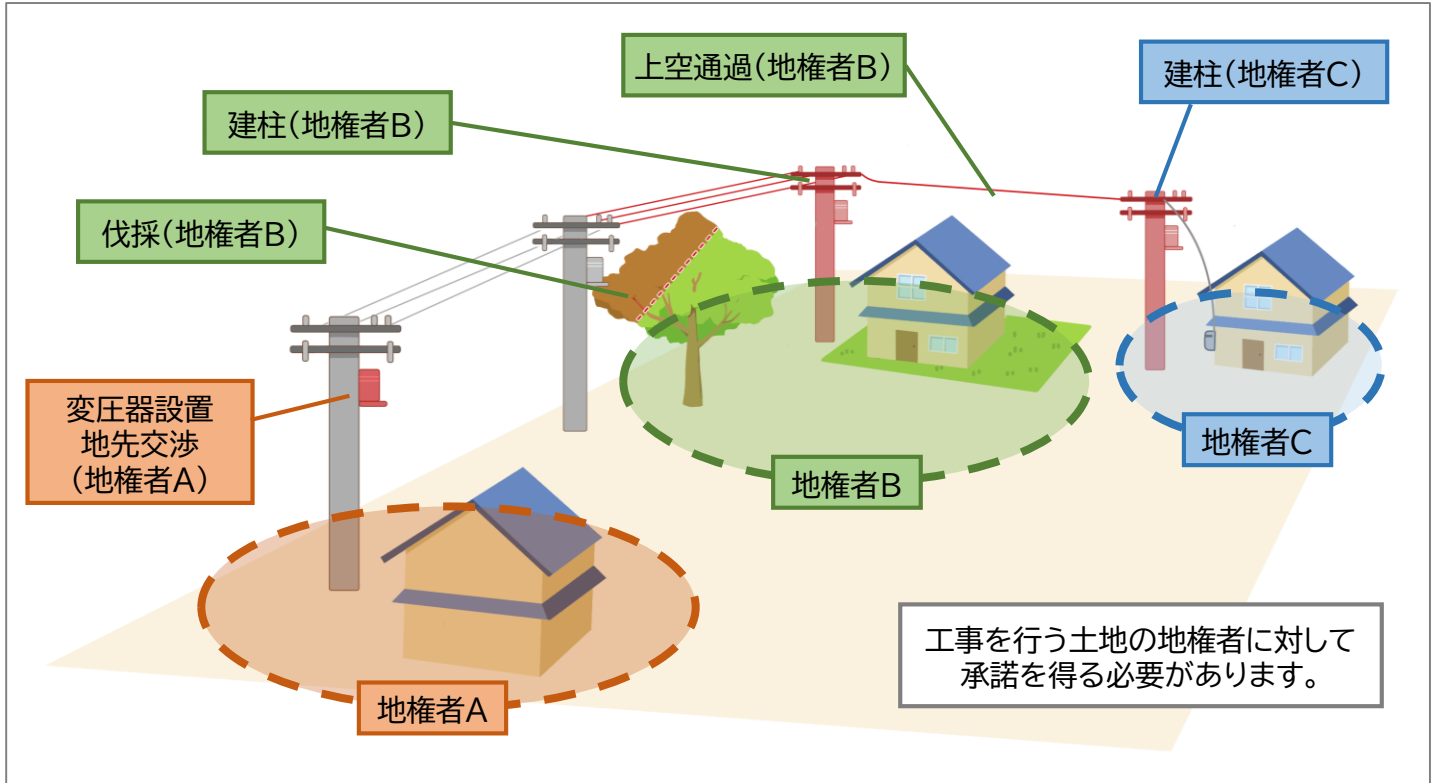 上空通過(地権者B)
建柱(地権者C)
建柱(地権者B)
伐採(地権者B)
変圧器設置
地先交渉
(地権者A)
地権者B
地権者C
地権者A
工事を行う土地の地権者に対して
承諾を得る必要があります。